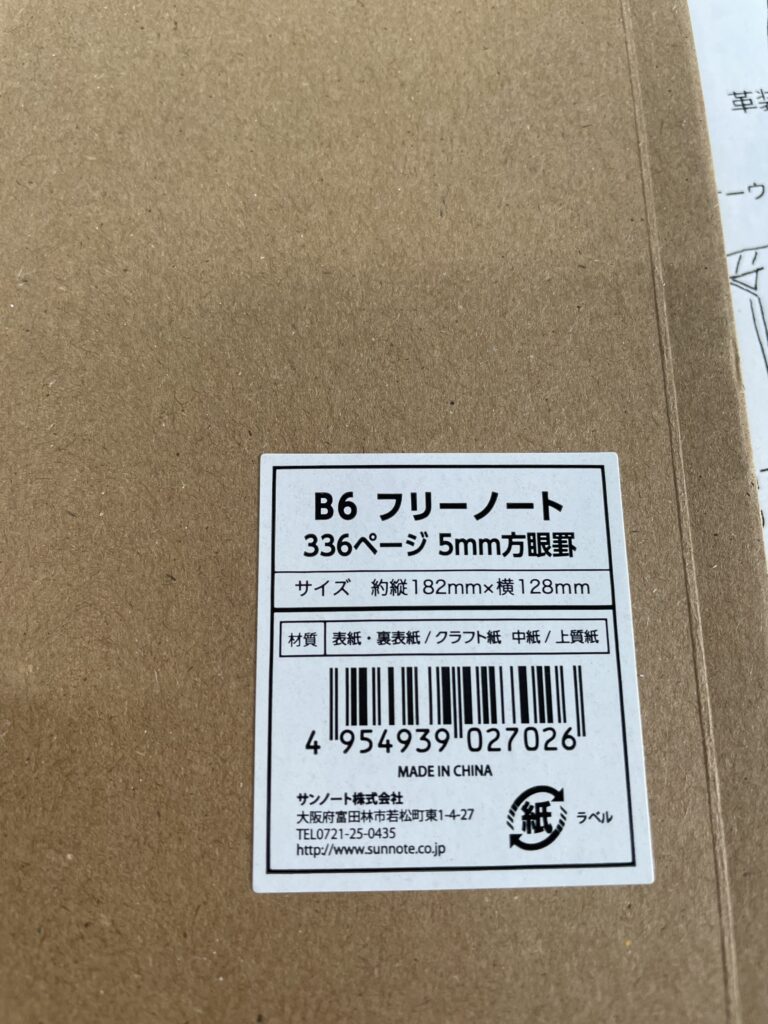 革
ーウ
B6 フリーノート
336ページ 5mm方眼罫
サイズ 約縦182mm×横128mm
材質 表紙・裏表紙 / クラフト紙 中紙 / 上質紙
4 954939 027026
MADE IN CHINA
サンノート株式会社
大阪府富田林市若松町東1-4-27
TEL0721-25-0435
http://www.sunnote.co.jp
紙 ラベル